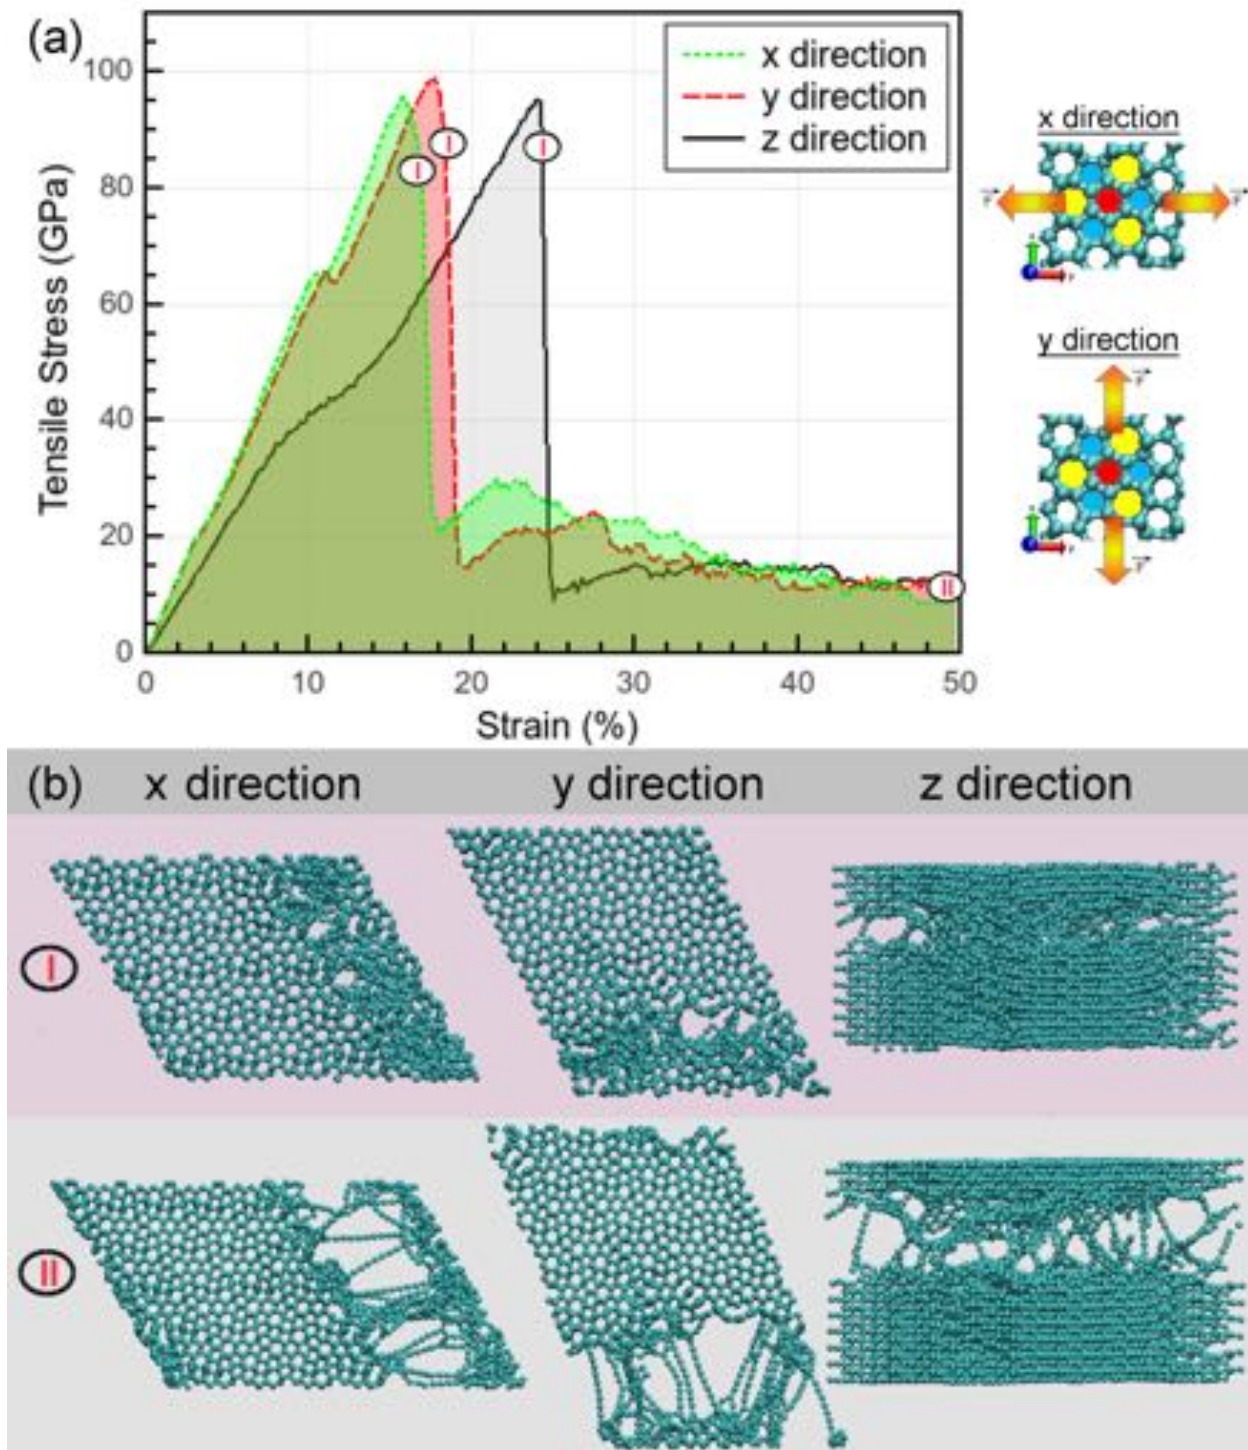 (a)
x direction
y direction
z direction
Tensile Stress (GPa)
100
80
60
40
20
0
0 10 20 30 40 50
Strain (%)
I
I
I
II
x direction
y direction
(b) x direction y direction z direction
I
II